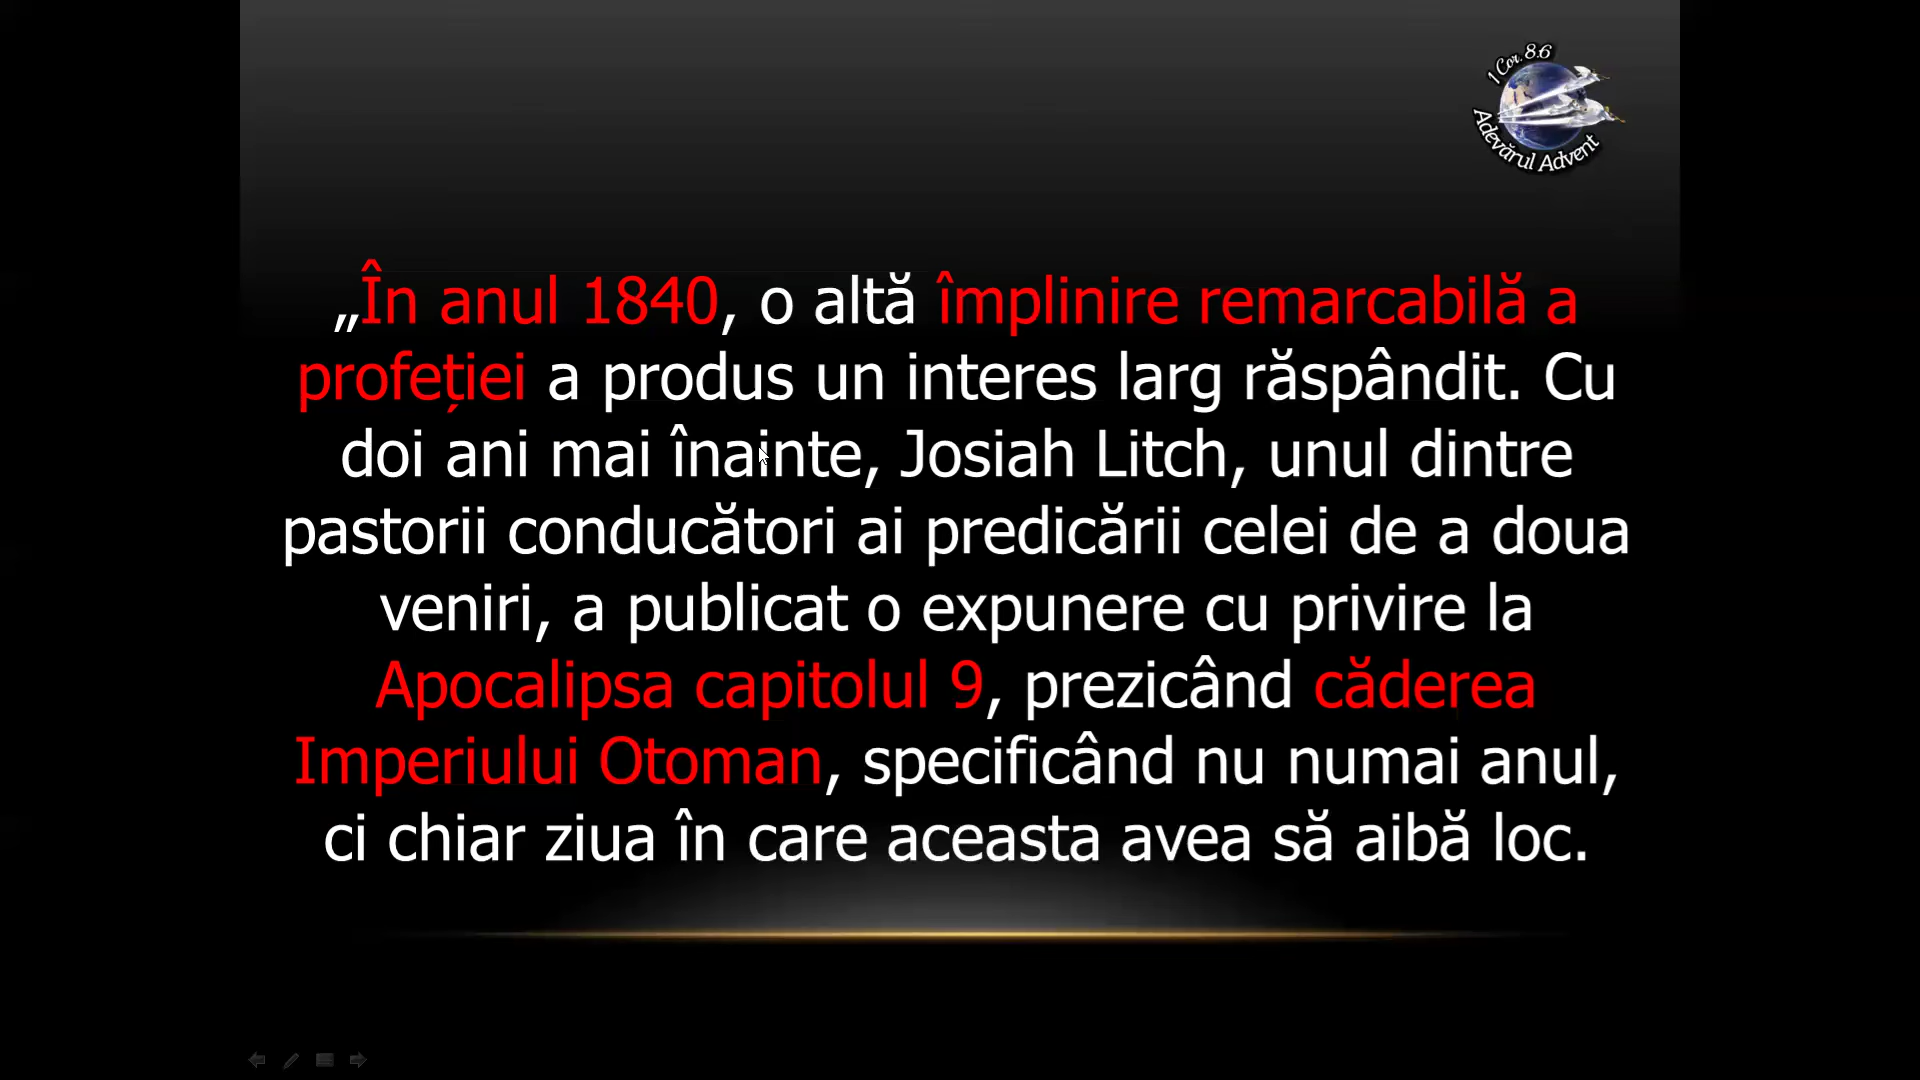 1 Cor. 8:6
Adevărul Advent
„În anul 1840, o altă împlinire remarcabilă a
profeției a produs un interes larg răspândit. Cu
doi ani mai înainte, Josiah Litch, unul dintre
pastorii conducători ai predicării celei de a doua
veniri, a publicat o expunere cu privire la
Apocalipsa capitolul 9, prezicând căderea
Imperiului Otoman, specificând nu numai anul,
ci chiar ziua în care aceasta avea să aibă loc.